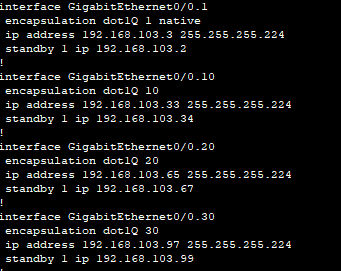 interface GigabitEthernet0/0.1
encapsulation dot1Q 1 native
ip address 192.168.103.3 255.255.255.224
standby 1 ip 192.168.103.2
!
interface GigabitEthernet0/0.10
encapsulation dot1Q 10
ip address 192.168.103.33 255.255.255.224
standby 1 ip 192.168.103.34
!
interface GigabitEthernet0/0.20
encapsulation dot1Q 20
ip address 192.168.103.65 255.255.255.224
standby 1 ip 192.168.103.67
!
interface GigabitEthernet0/0.30
encapsulation dot1Q 30
ip address 192.168.103.97 255.255.255.224
standby 1 ip 192.168.103.99
!